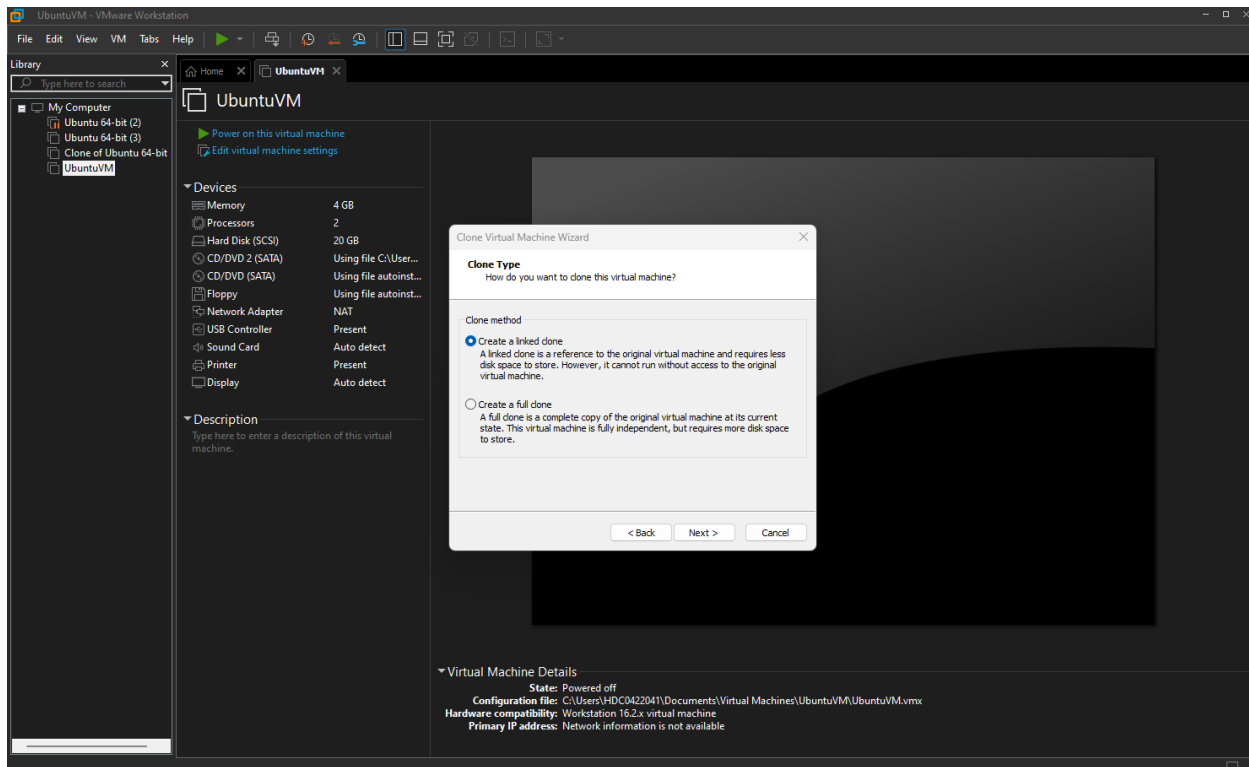 UbuntuVM - VMware Workstation
File Edit View VM Tabs Help
Library
Type here to search
My Computer
Ubuntu 64-bit (2)
Ubuntu 64-bit (3)
Clone of Ubuntu 64-bit
UbuntuVM
Home
UbuntuVM
UbuntuVM
Power on this virtual machine
Edit virtual machine settings
Devices
Memory 4 GB
Processors 2
Hard Disk (SCSI) 20 GB
CD/DVD 2 (SATA) Using file C:\User...
CD/DVD (SATA) Using file autoinst...
Floppy Using file autoinst...
Network Adapter NAT
USB Controller Present
Sound Card Auto detect
Printer Present
Display Auto detect
Description
Type here to enter a description of this virtual
machine.
Clone Virtual Machine Wizard
Clone Type
How do you want to clone this virtual machine?
Clone method
Create a linked clone
A linked clone is a reference to the original virtual machine and requires less
disk space to store. However, it cannot run without access to the original
virtual machine.
Create a full clone
A full clone is a complete copy of the original virtual machine at its current
state. This virtual machine is fully independent, but requires more disk space
to store.
< Back Next > Cancel
Virtual Machine Details
State: Powered off
Configuration file: C:\Users\HDC0422041\Documents\Virtual Machines\UbuntuVM\UbuntuVM.vmx
Hardware compatibility: Workstation 16.2.x virtual machine
Primary IP address: Network information is not available